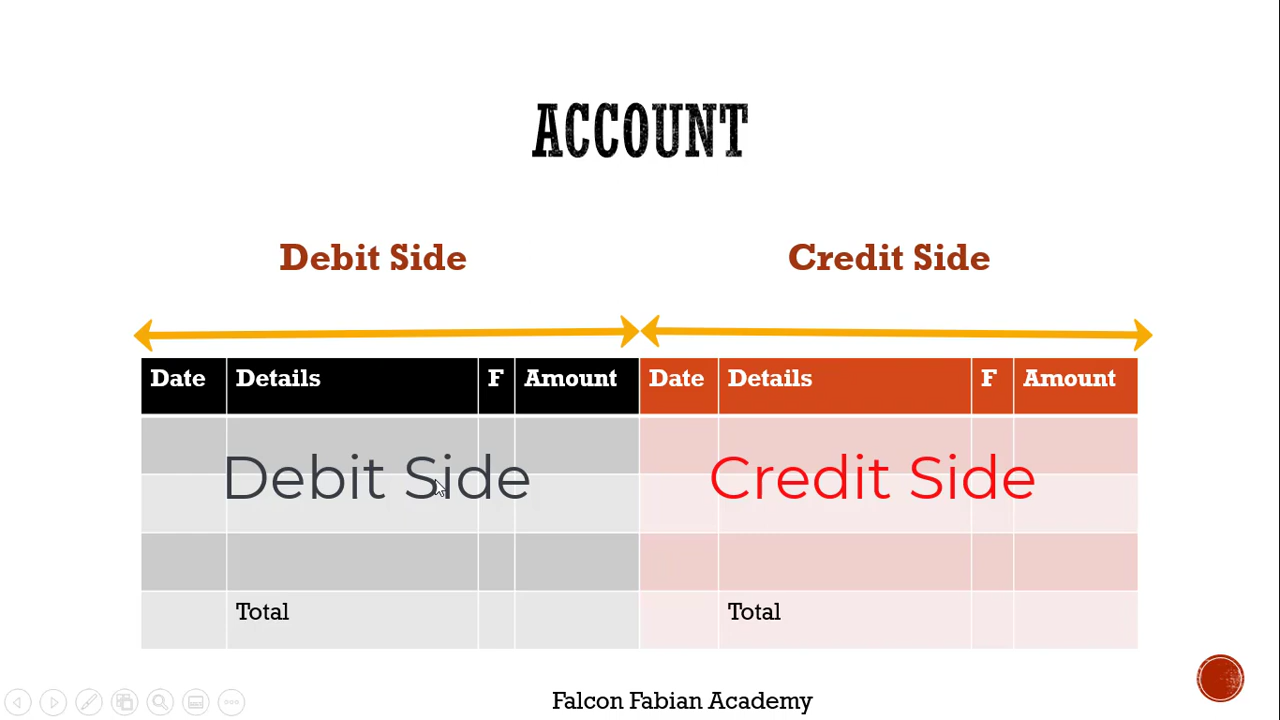 ACCOUNT
Debit Side Credit Side
Date Details F Amount Date Details F Amount
Debit Side Credit Side
Total Total
Falcon Fabian Academy